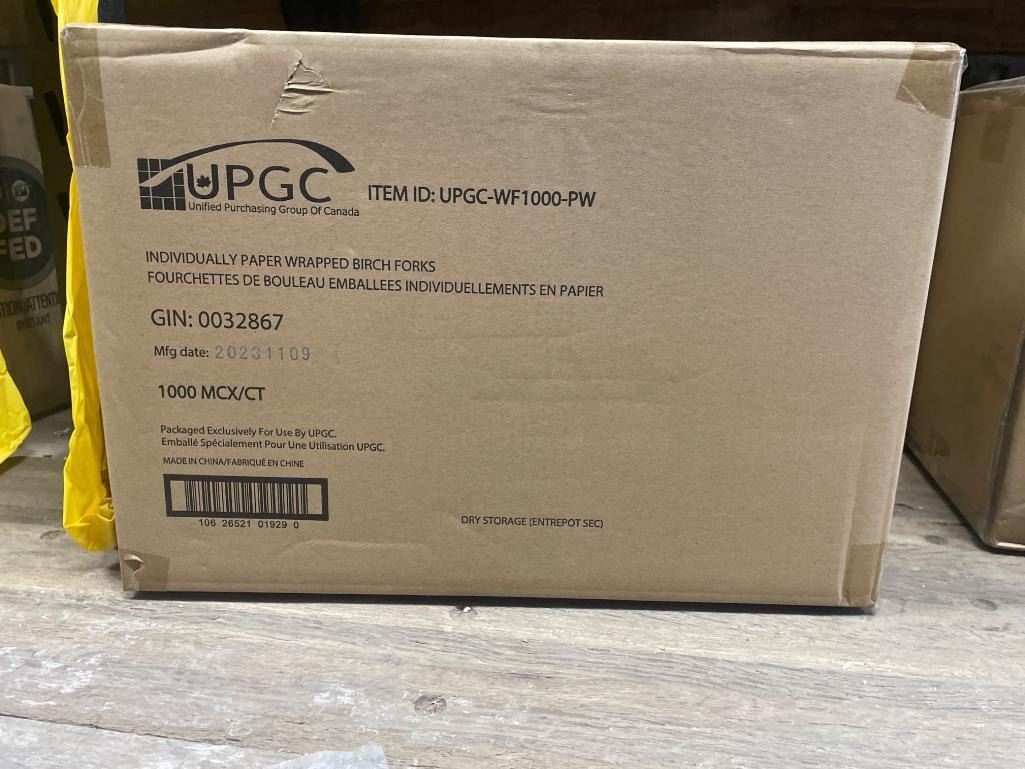 UPGC
Unified Purchasing Group Of Canada
ITEM ID: UPGC-WF1000-PW
INDIVIDUALLY PAPER WRAPPED BIRCH FORKS
FOURCHETTES DE BOULEAU EMBALLEES INDIVIDUELLEMENTS EN PAPIER
GIN: 0032867
Mfg date: 20231109
1000 MCX/CT
Packaged Exclusively For Use By UPGC.
Emballé Spécialement Pour Une Utilisation UPGC.
MADE IN CHINA/FABRIQUÉ EN CHINE
106 26521 01929 0
DRY STORAGE (ENTREPOT SEC)